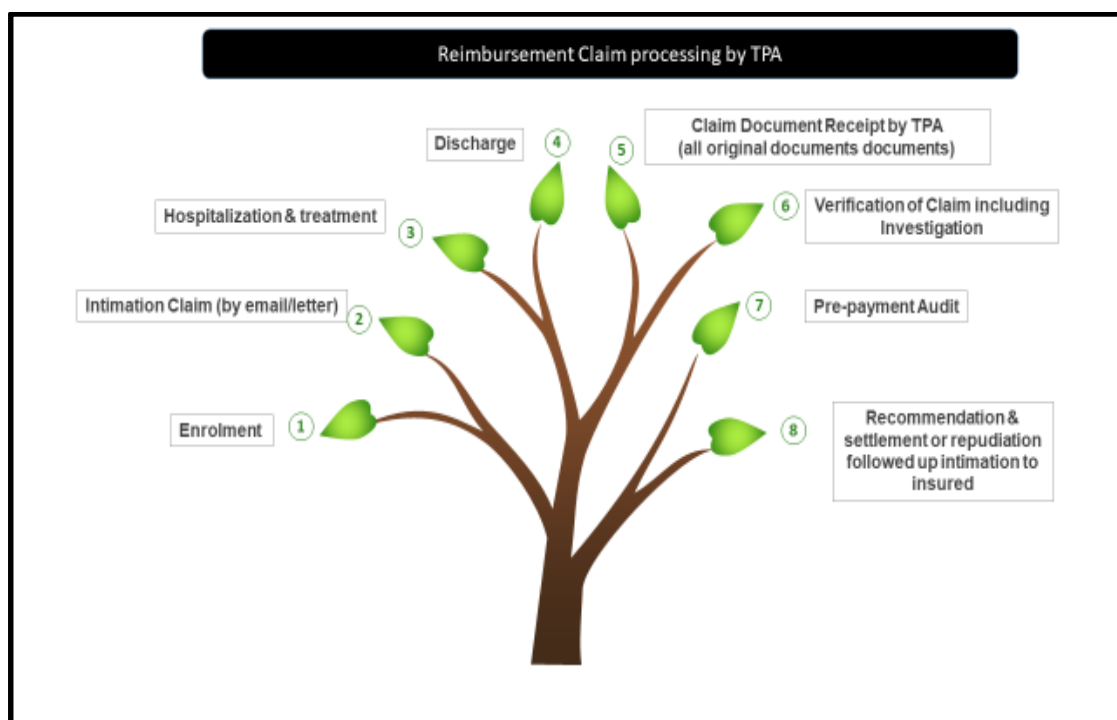 Reimbursement Claim processing by TPA
1
Enrolment
2
Intimation Claim (by email/letter)
3
Hospitalization & treatment
4
Discharge
5
Claim Document Receipt by TPA
(all original documents documents)
6
Verification of Claim including
Investigation
7
Pre-payment Audit
8
Recommendation &
settlement or repudiation
followed up intimation to
insured